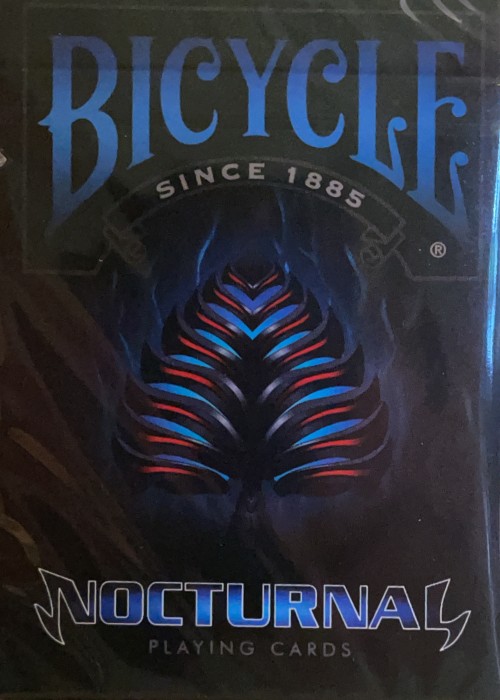 BICYCLE
SINCE 1885
®
NOCTURNAL
PLAYING CARDS